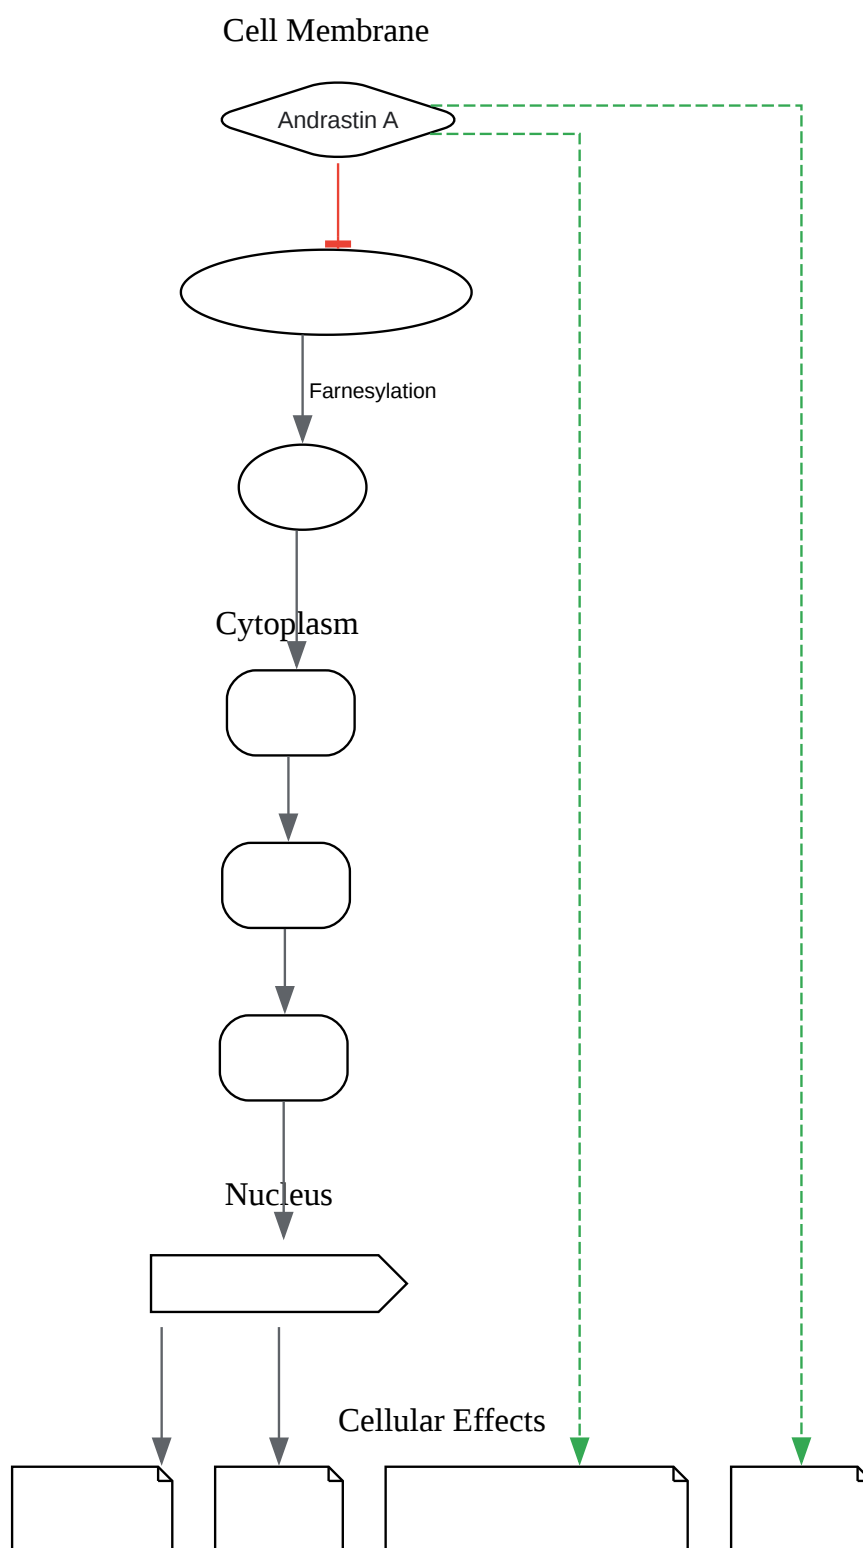 Cell Membrane
Andrastin A
Farnesylation
Cytoplasm
Nucleus
Cellular Effects